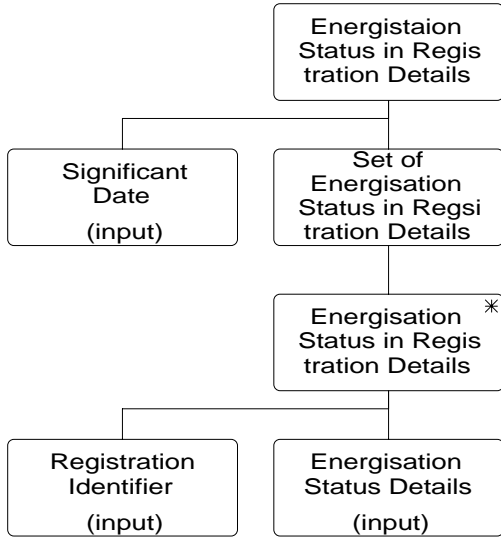 Energistaion
Status in Regis
tration Details
Significant
Date
(input)
Set of
Energisation
Status in Regsi
tration Details
Energisation
Status in Regis
tration Details
Registration
Identifier
(input)
Energisation
Status Details
(input)